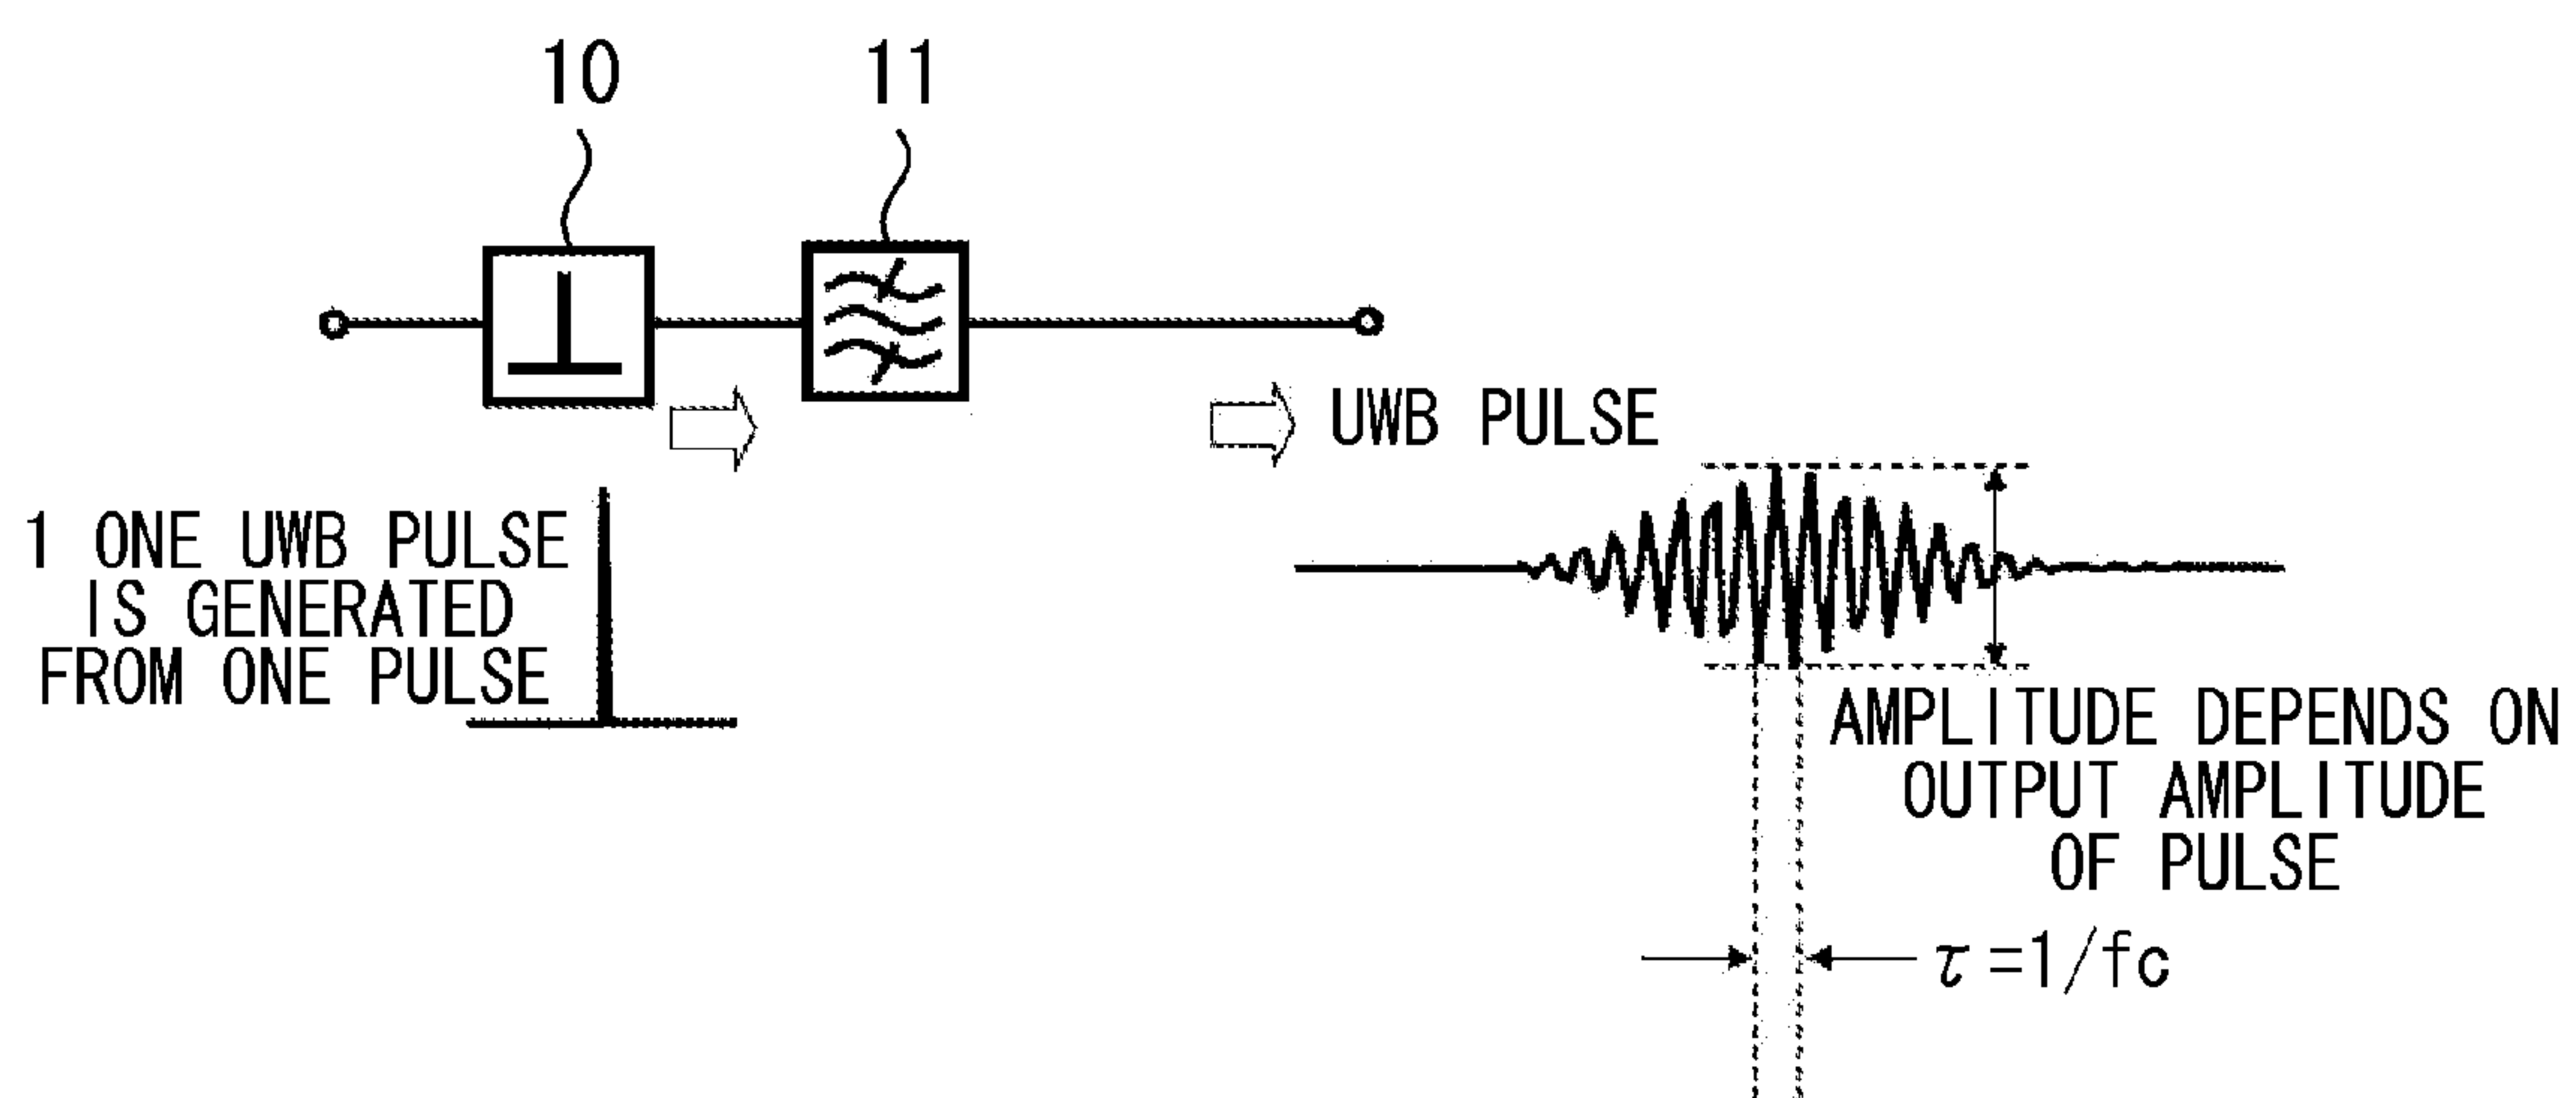 10
11
UWB PULSE
1 ONE UWB PULSE
IS GENERATED
FROM ONE PULSE
AMPLITUDE DEPENDS ON
OUTPUT AMPLITUDE
OF PULSE
τ=1/fc